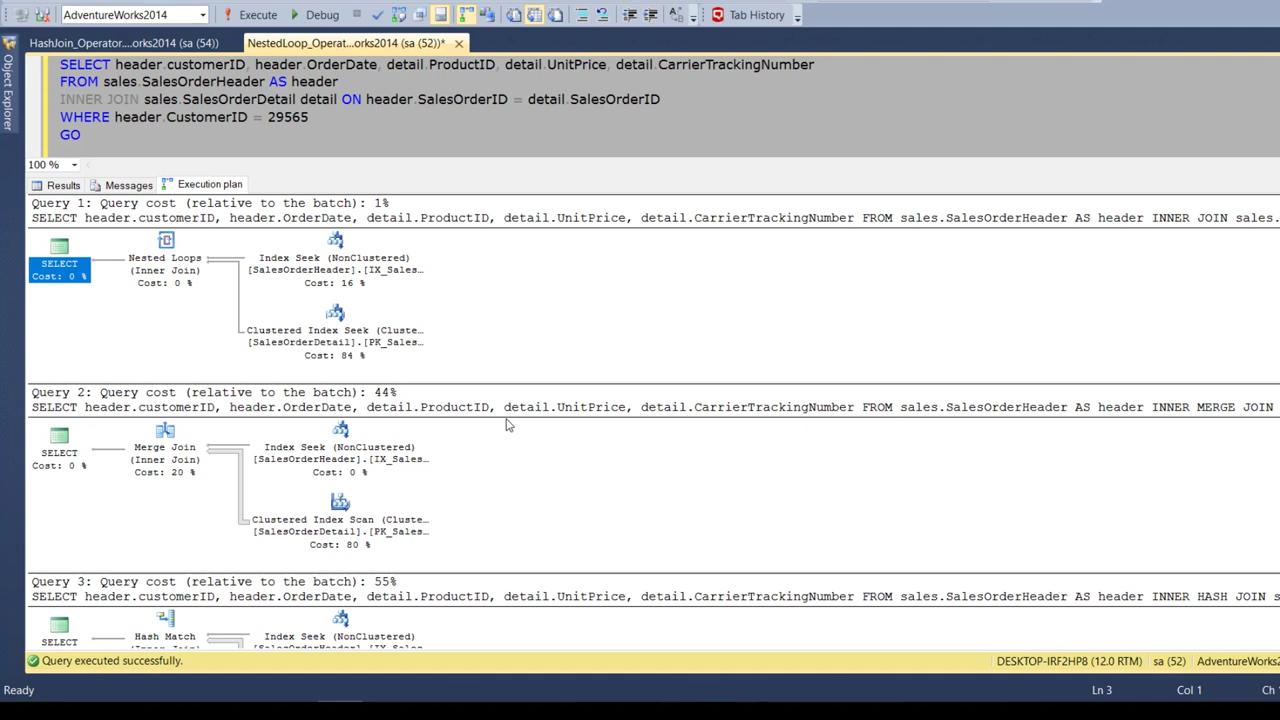 AdventureWorks2014
Execute
Debug
Tab History
HashJoin_Operator....orks2014 (sa (54))
NestedLoop_Operat...orks2014 (sa (52))*
Object Explorer
SELECT header.customerID, header.OrderDate, detail.ProductID, detail.UnitPrice, detail.CarrierTrackingNumber
FROM sales.SalesOrderHeader AS header
INNER JOIN sales.SalesOrderDetail detail ON header.SalesOrderID = detail.SalesOrderID
WHERE header.CustomerID = 29565
GO
100 %
Results
Messages
Execution plan
Query 1: Query cost (relative to the batch): 1%
SELECT header.customerID, header.OrderDate, detail.ProductID, detail.UnitPrice, detail.CarrierTrackingNumber FROM sales.SalesOrderHeader AS header INNER JOIN sales.
SELECT
Cost: 0 %
Nested Loops
(Inner Join)
Cost: 0 %
Index Seek (NonClustered)
[SalesOrderHeader].[IX_Sales...
Cost: 16 %
Clustered Index Seek (Cluste...
[SalesOrderDetail].[PK_Sales...
Cost: 84 %
Query 2: Query cost (relative to the batch): 44%
SELECT header.customerID, header.OrderDate, detail.ProductID, detail.UnitPrice, detail.CarrierTrackingNumber FROM sales.SalesOrderHeader AS header INNER MERGE JOIN
SELECT
Cost: 0 %
Merge Join
(Inner Join)
Cost: 20 %
Index Seek (NonClustered)
[SalesOrderHeader].[IX_Sales...
Cost: 0 %
Clustered Index Scan (Cluste...
[SalesOrderDetail].[PK_Sales...
Cost: 80 %
Query 3: Query cost (relative to the batch): 55%
SELECT header.customerID, header.OrderDate, detail.ProductID, detail.UnitPrice, detail.CarrierTrackingNumber FROM sales.SalesOrderHeader AS header INNER HASH JOIN s
SELECT
Hash Match
Index Seek (NonClustered)
Query executed successfully.
DESKTOP-IRF2HP8 (12.0 RTM)
sa (52)
AdventureWorks2
Ready
Ln 3
Col 1
Ch